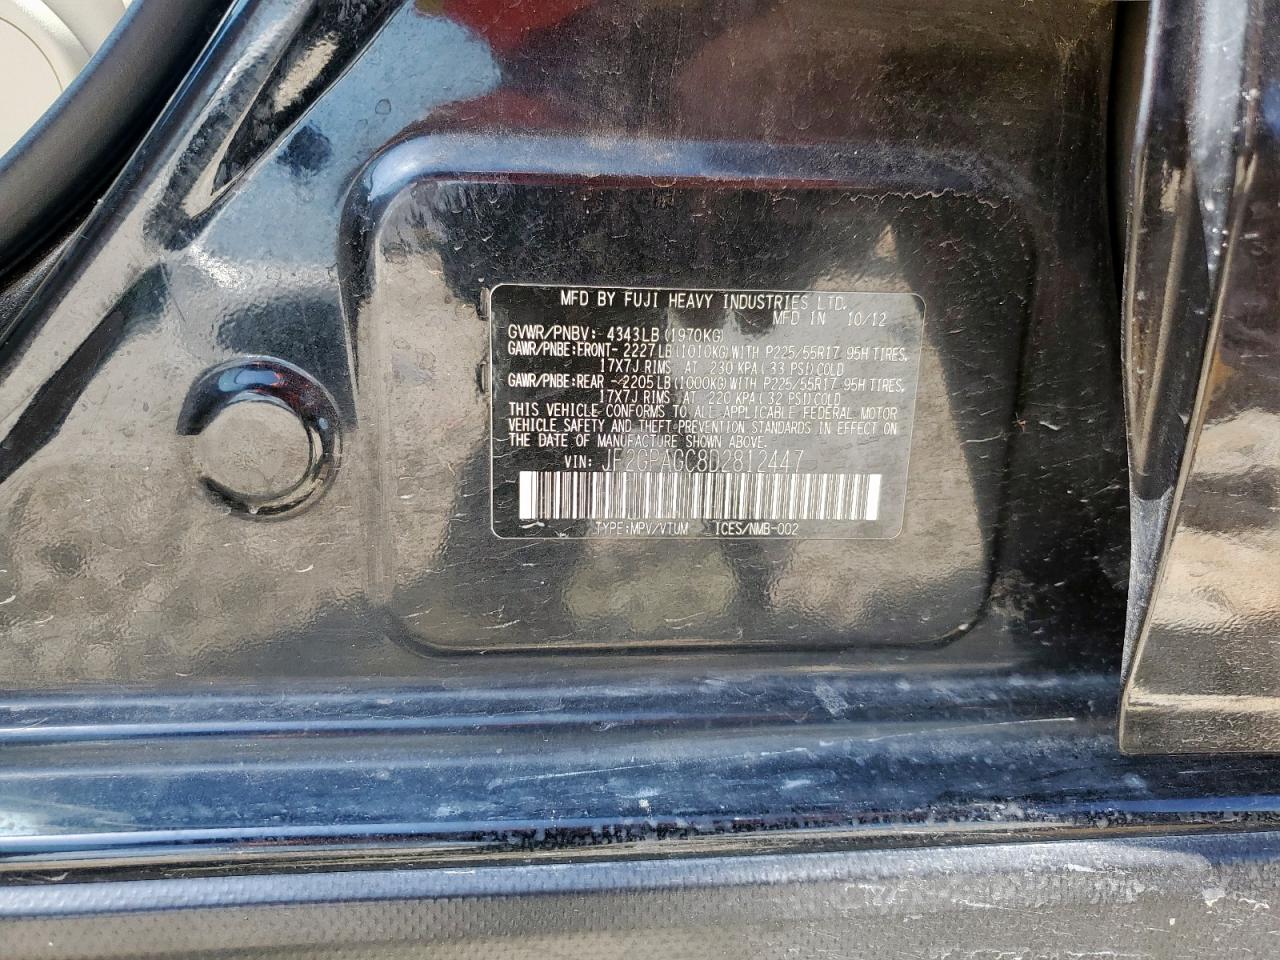 MFD BY FUJI HEAVY INDUSTRIES LTD.
MFD IN 10/12
GVWR/PNBV: 4343LB(1970KG)
GAWR/PNBE:FRONT- 2227LB(1010KG)WITH P225/55R17 95H TIRES,
17X7J RIMS AT 230 KPA(33 PSI)COLD
GAWR/PNBE:REAR -2205LB(1000KG)WITH P225/55R17 95H TIRES,
17X7J RIMS AT 220 KPA(32 PSI)COLD
THIS VEHICLE CONFORMS TO ALL APPLICABLE FEDERAL MOTOR
VEHICLE SAFETY AND THEFT PREVENTION STANDARDS IN EFFECT ON
THE DATE OF MANUFACTURE SHOWN ABOVE.
VIN: JF2GPAGC8D2812447
TYPE:MPV/VTUM ICES/NMB-002